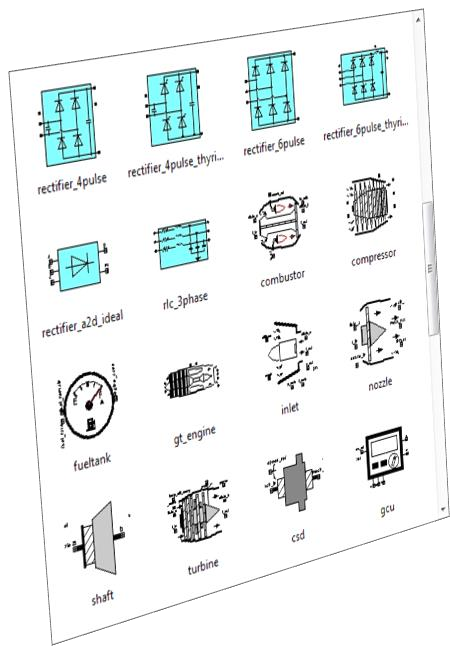 rectifier_4pulse
rectifier_4pulse_thyri...
rectifier_6pulse
rectifier_6pulse_thyri...
rectifier_a2d_ideal
rlc_3phase
combustor
compressor
fueltank
gt_engine
inlet
nozzle
shaft
turbine
csd
gcu